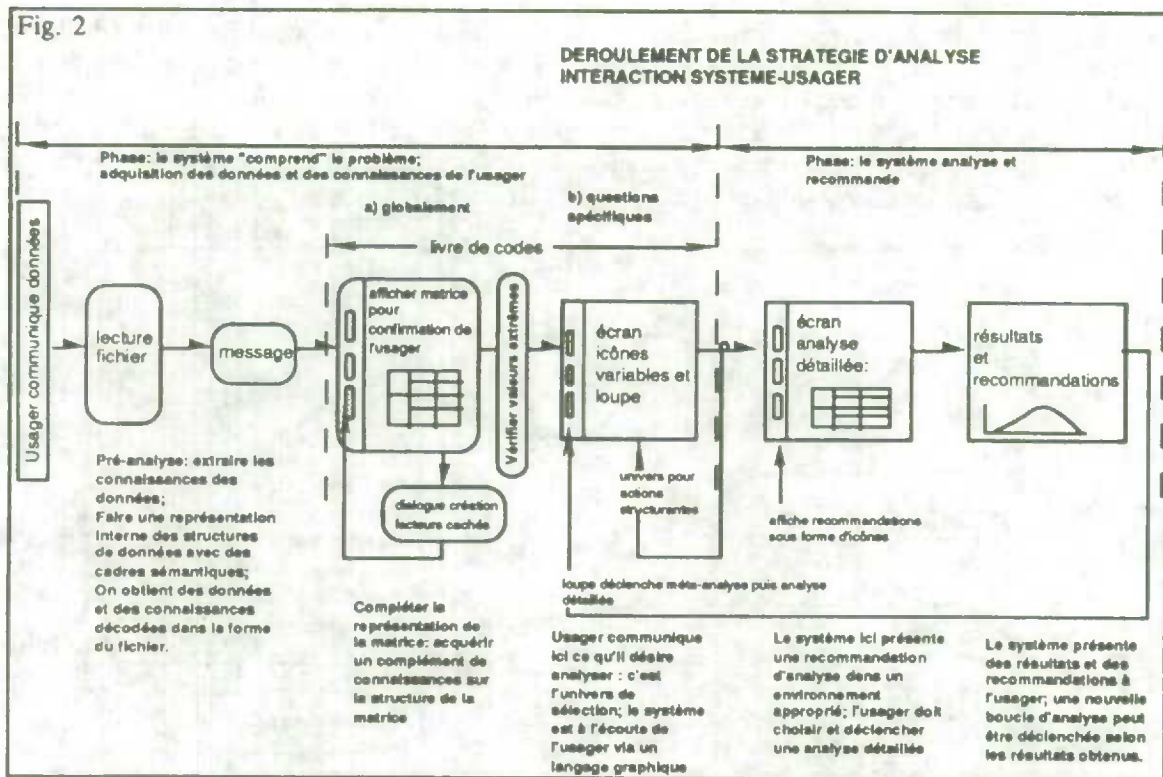 Fig. 2
DEROULEMENT DE LA STRATEGIE D'ANALYSE
INTERACTION SYSTEME-USAGER
Phase: le système "comprend" le problème;
adquisition des données et des connaissances de l'usager
Phase: le système analyse et
recommande
a) globalement
b) questions
spécifiques
livre de codes
Usager communique données
lecture
fichier
message
afficher matrice
pour
confirmation de
l'usager
Vérifier valeurs extrêmes
écran
icônes
variables et
loupe
écran
analyse
détaillée:
résultats
et
recommandations
dialogue création
facteurs cachés
univers pour
actions
structurantes
affiche recommandations
sous forme d'icônes
loupe déclenche méta-analyse puis analyse
détaillée
Pré-analyse: extraire les
connaissances des
données;
Faire une représentation
interne des structures
de données avec des
cadres sémantiques;
On obtient des données
et des connaissances
décodées dans la forme
du fichier.
Compléter la
représentation de
la matrice: acquérir
un complément de
connaissances sur
la structure de la
matrice
Usager communique
ici ce qu'il désire
analyser : c'est
l'univers de
sélection; le système
est à l'écoute de
l'usager via un
langage graphique
Le système ici présente
une recommandation
d'analyse dans un
environnement
approprié; l'usager doit
choisir et déclencher
une analyse détaillée
Le système présente
des résultats et des
recommandations à
l'usager; une nouvelle
boucle d'analyse peut
être déclenchée selon
les résultats obtenus.